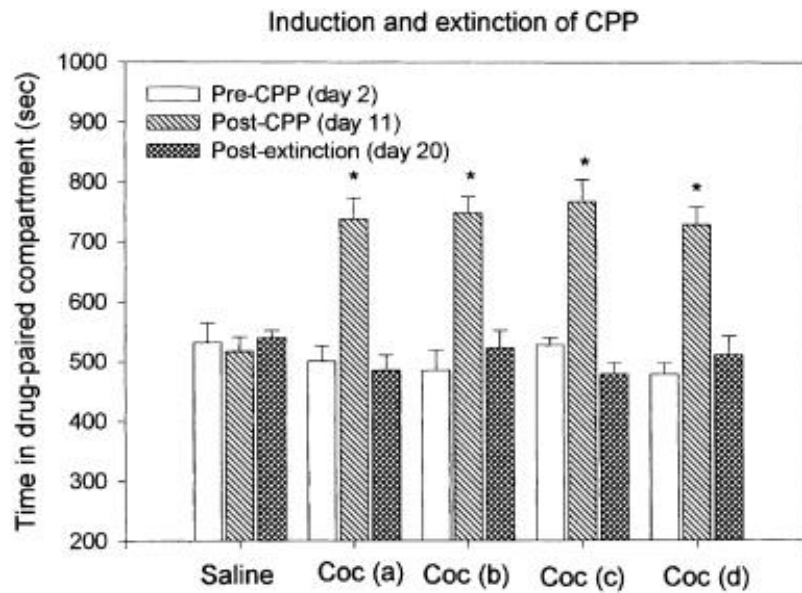 Induction and extinction of CPP
Time in drug-paired compartment (sec)
1000
900
800
700
600
500
400
300
200
Pre-CPP (day 2)
Post-CPP (day 11)
Post-extinction (day 20)
* * * *
Saline Coc (a) Coc (b) Coc (c) Coc (d)